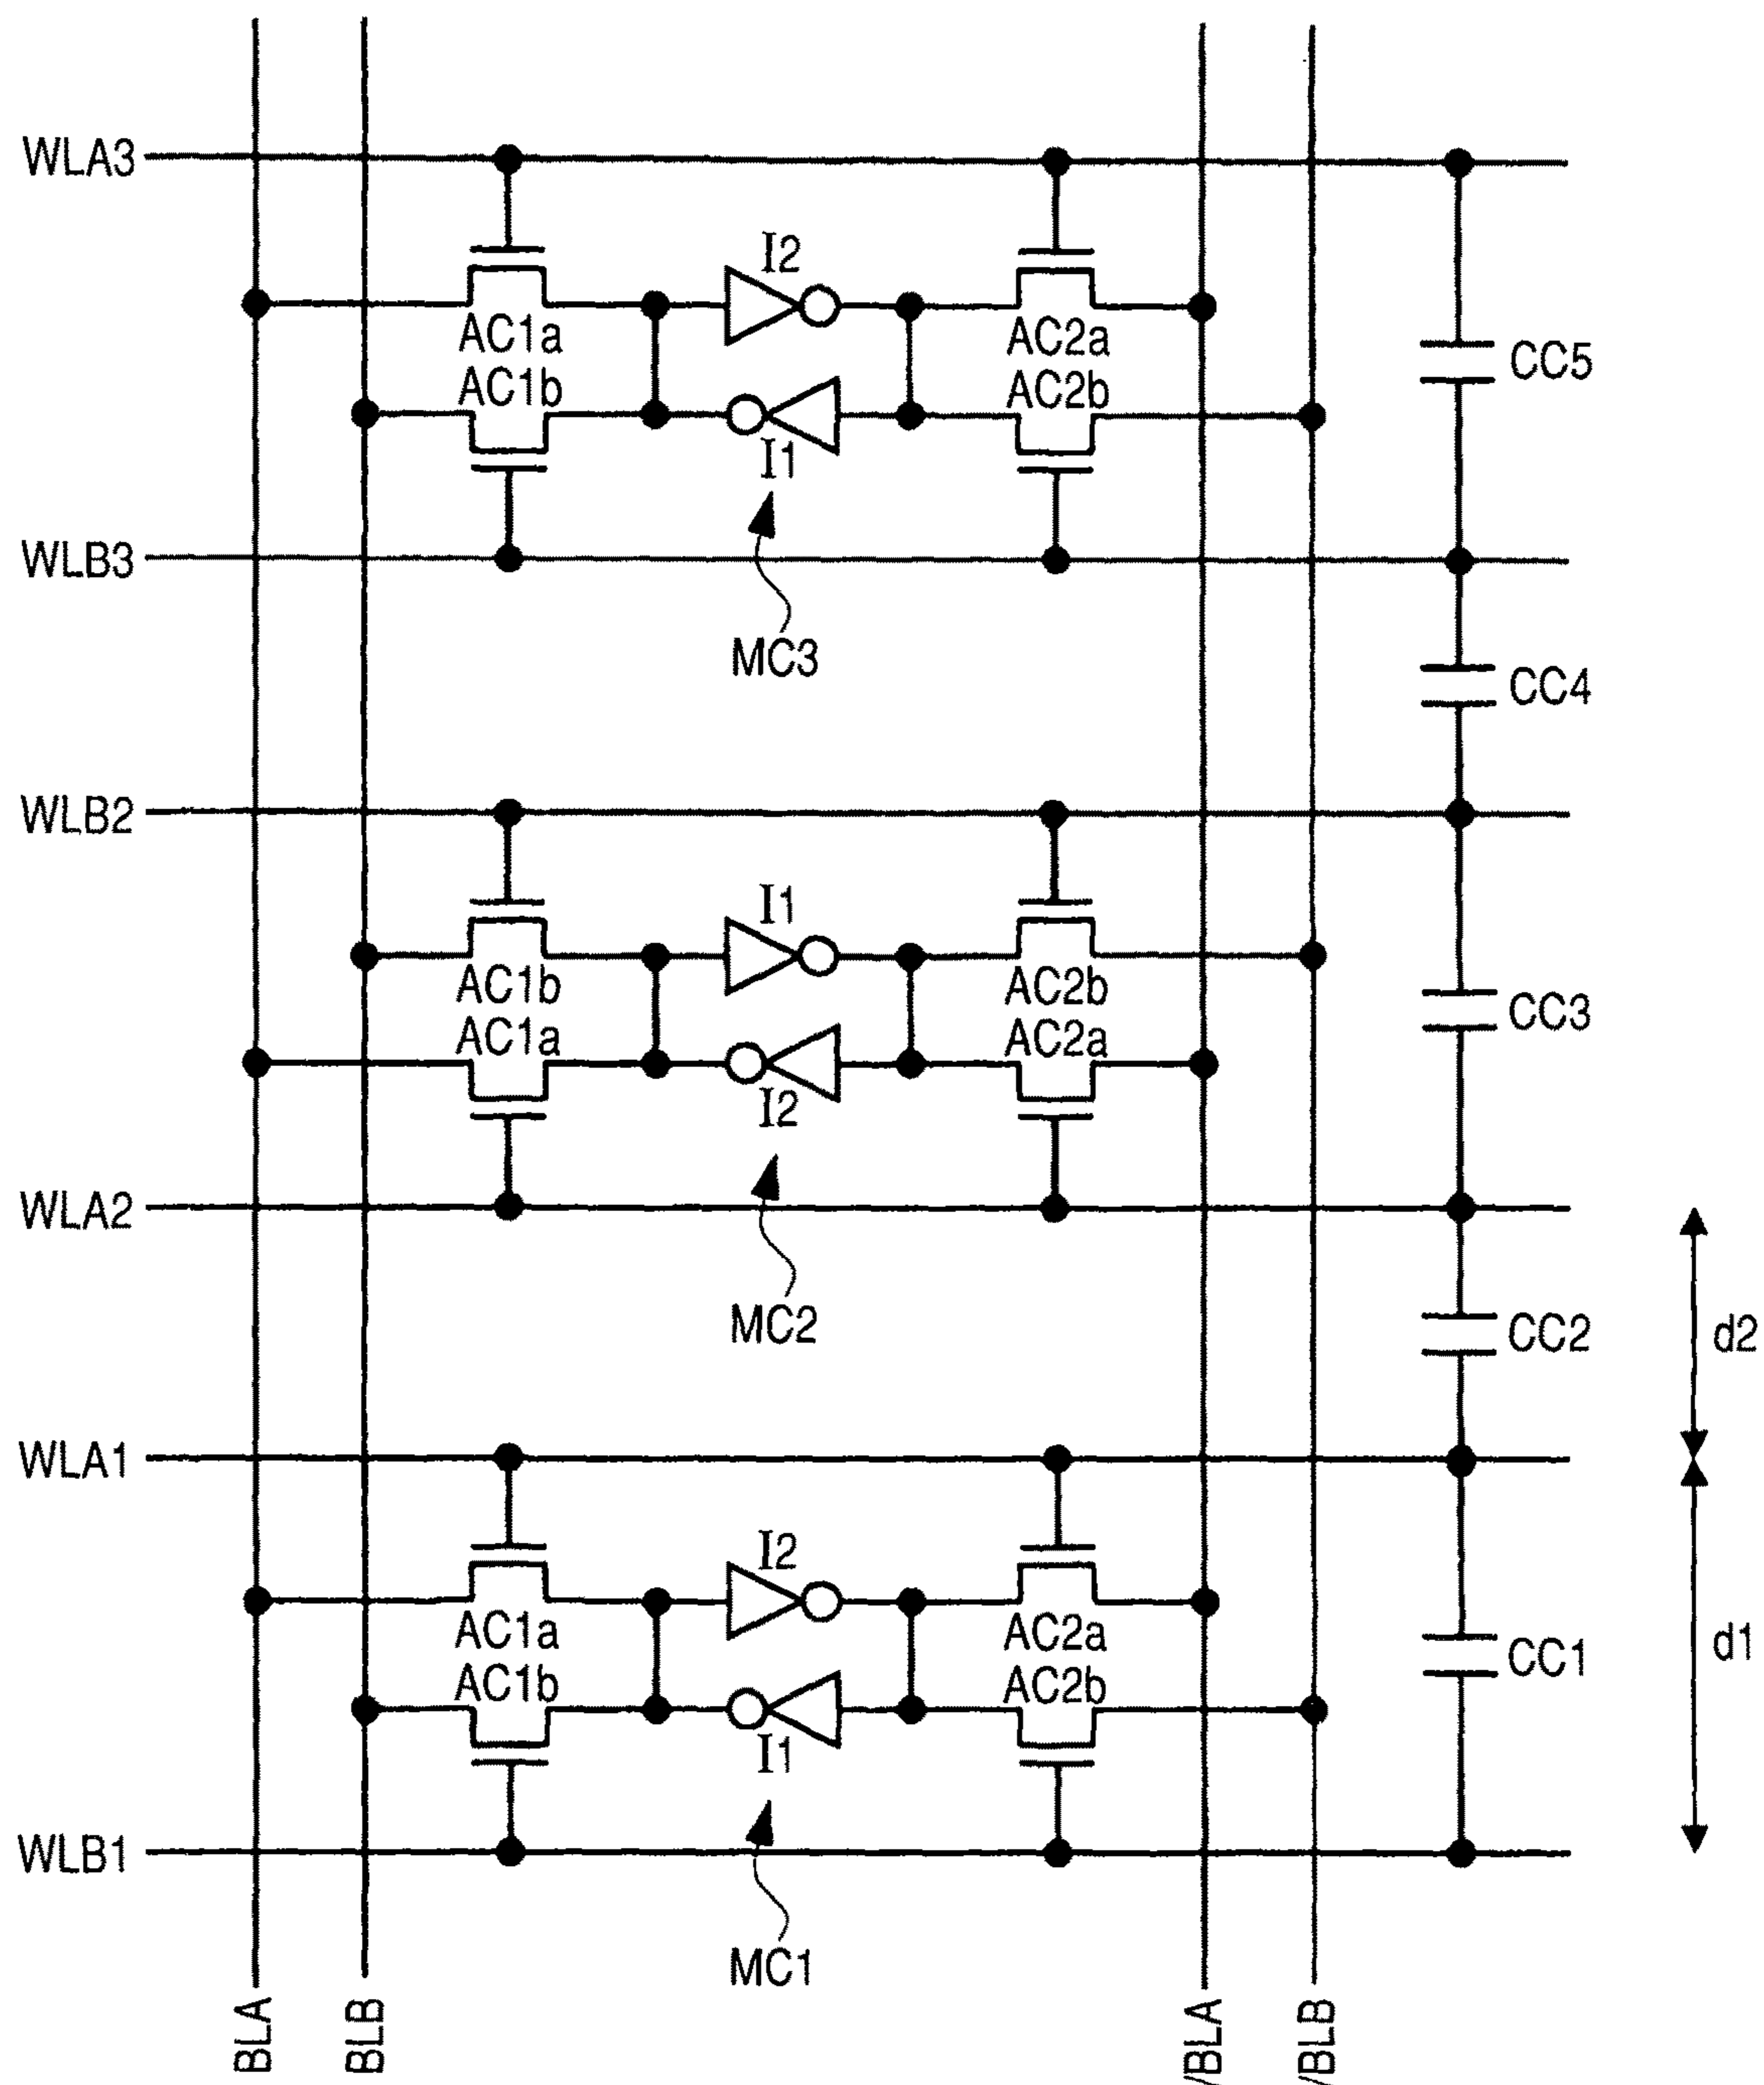 WLA3
I2
AC1a
AC2a
CC5
AC1b
AC2b
I1
WLB3
MC3
CC4
WLB2
I1
AC1b
AC2b
CC3
AC1a
AC2a
I2
WLA2
MC2
CC2
d2
WLA1
I2
AC1a
AC2a
CC1
d1
AC1b
AC2b
I1
WLB1
MC1
BLA
BLB
/BLA
/BLB